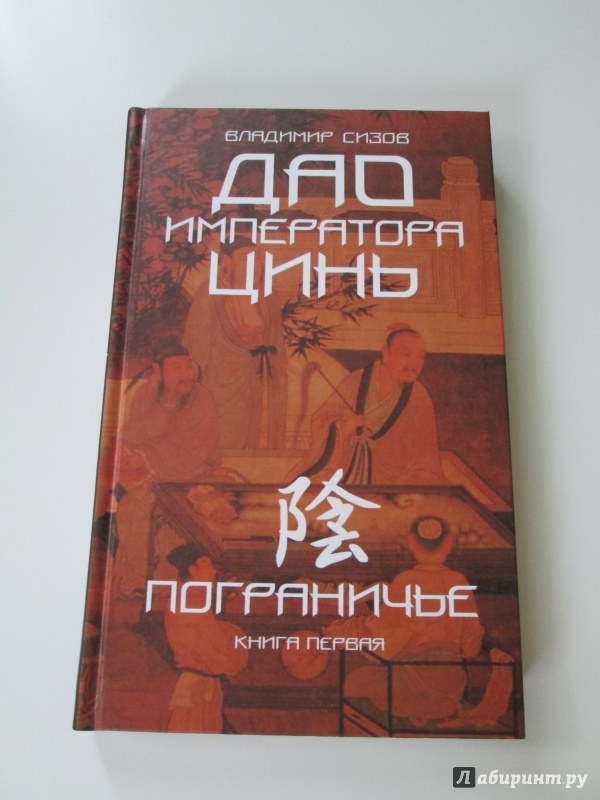 ВЛАДИМИР СИЗОВ
ДАО
ИМПЕРАТОРА
ЦИНЬ
陰
ПОГРАНИЧЬЕ
КНИГА ПЕРВАЯ
Лабиринт.ру